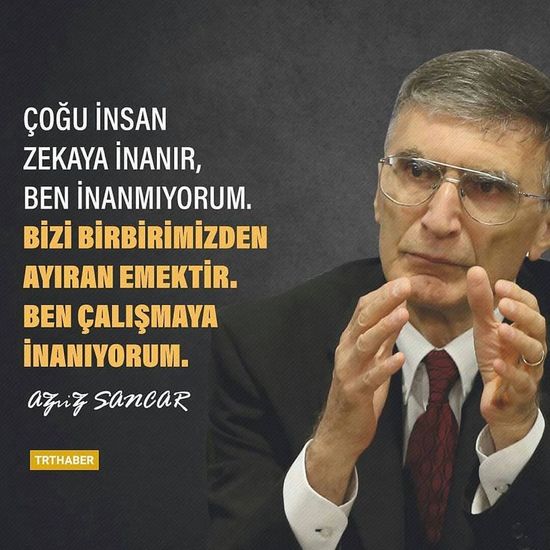 ÇOĞU İNSAN
ZEKAYA İNANIR,
BEN İNANMIYORUM.
BİZİ BİRBİRİMİZDEN
AYIRAN EMEKTİR.
BEN ÇALIŞMAYA
İNANIYORUM.
AZİZ SANCAR
TRTHABER